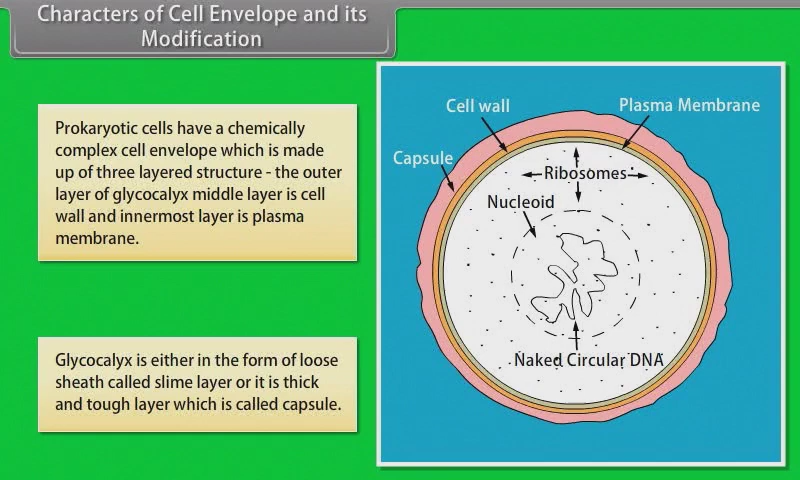 Characters of Cell Envelope and its
Modification
Prokaryotic cells have a chemically
complex cell envelope which is made
up of three layered structure - the outer
layer of glycocalyx middle layer is cell
wall and innermost layer is plasma
membrane.
Glycocalyx is either in the form of loose
sheath called slime layer or it is thick
and tough layer which is called capsule.
Cell wall
Plasma Membrane
Capsule
Ribosomes
Nucleoid
Naked Circular DNA